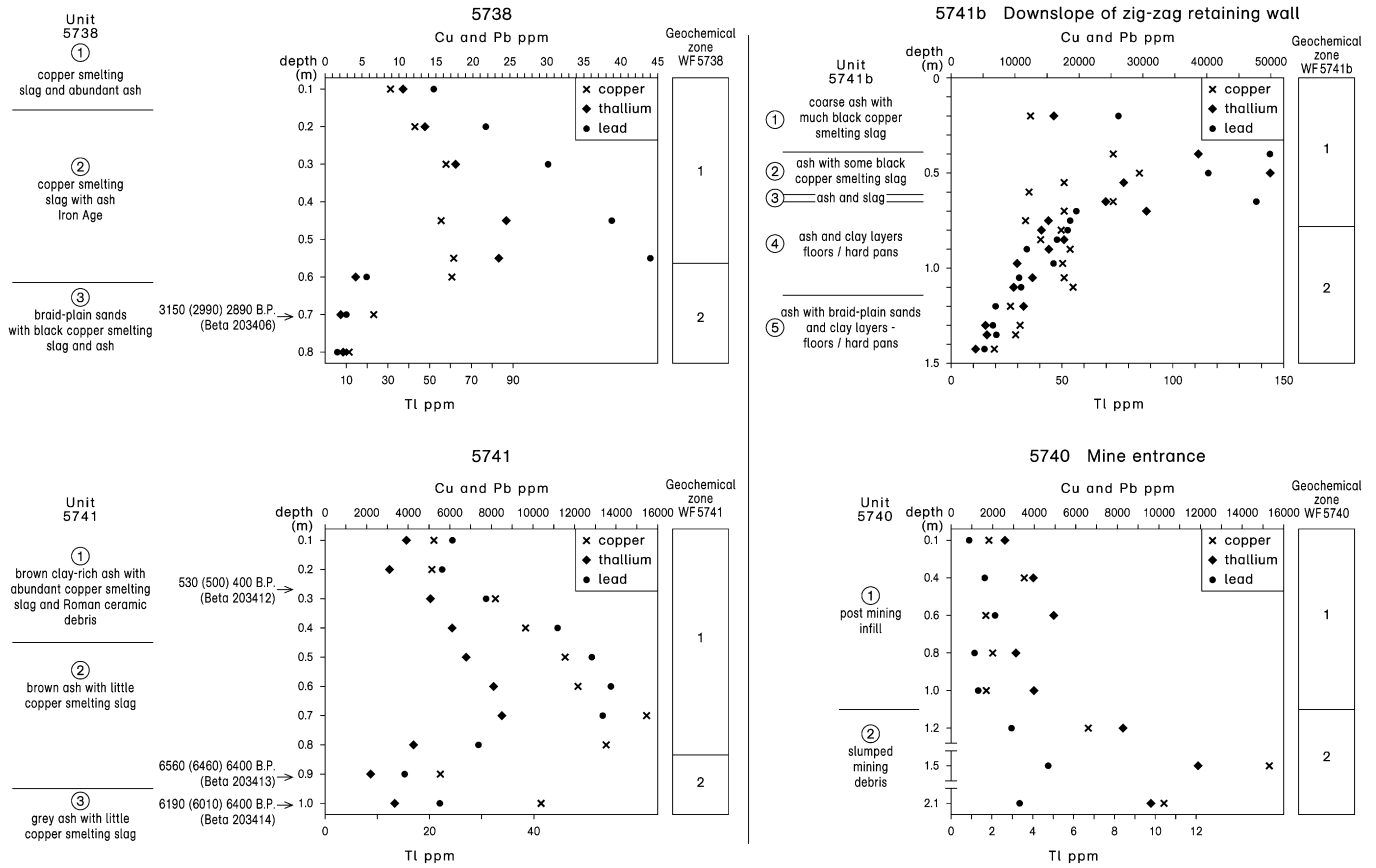 5738
Unit
5738
Cu and Pb ppm
Geochemical
zone
WF 5738
depth
(m)
0 5 10 15 20 25 30 35 40 45
1
copper smelting
slag and abundant ash
2
copper smelting
slag with ash
Iron Age
3
braid-plain sands
with black copper smelting
slag and ash
3150 (2990) 2890 B.P.
(Beta 203406)
0.1
0.2
0.3
0.4
0.5
0.6
0.7
0.8
copper
thallium
lead
1
2
10 30 50 70 90
Tl ppm
5741b Downslope of zig-zag retaining wall
Cu and Pb ppm
Unit
5741b
depth
(m)
10000 20000 30000 40000 50000
Geochemical
zone
WF 5741b
1
coarse ash with
much black copper
smelting slag
2
ash with some black
copper smelting slag
3
ash and slag
4
ash and clay layers
floors / hard pans
5
ash with braid-plain sands
and clay layers -
floors / hard pans
0
0.5
1.0
1.5
copper
thallium
lead
1
2
0 50 100 150
Tl ppm
5741
Unit
5741
Cu and Pb ppm
Geochemical
zone
WF 5741
depth
(m)
0 2000 4000 6000 8000 10000 12000 14000 16000
1
brown clay-rich ash with
abundant copper smelting
slag and Roman ceramic
debris
2
brown ash with little
copper smelting slag
3
grey ash with little
copper smelting slag
530 (500) 400 B.P.
(Beta 203412)
6560 (6460) 6400 B.P.
(Beta 203413)
6190 (6010) 6400 B.P.
(Beta 203414)
0.1
0.2
0.3
0.4
0.5
0.6
0.7
0.8
0.9
1.0
copper
thallium
lead
1
2
0 20 40
Tl ppm
5740 Mine entrance
Cu and Pb ppm
Unit
5740
depth
(m)
0 2000 4000 6000 8000 10000 12000 14000 16000
Geochemical
zone
WF 5740
1
post mining
infill
2
slumped
mining
debris
0.1
0.4
0.6
0.8
1.0
1.2
1.5
2.1
copper
thallium
lead
1
2
0 2 4 6 8 10 12
Tl ppm